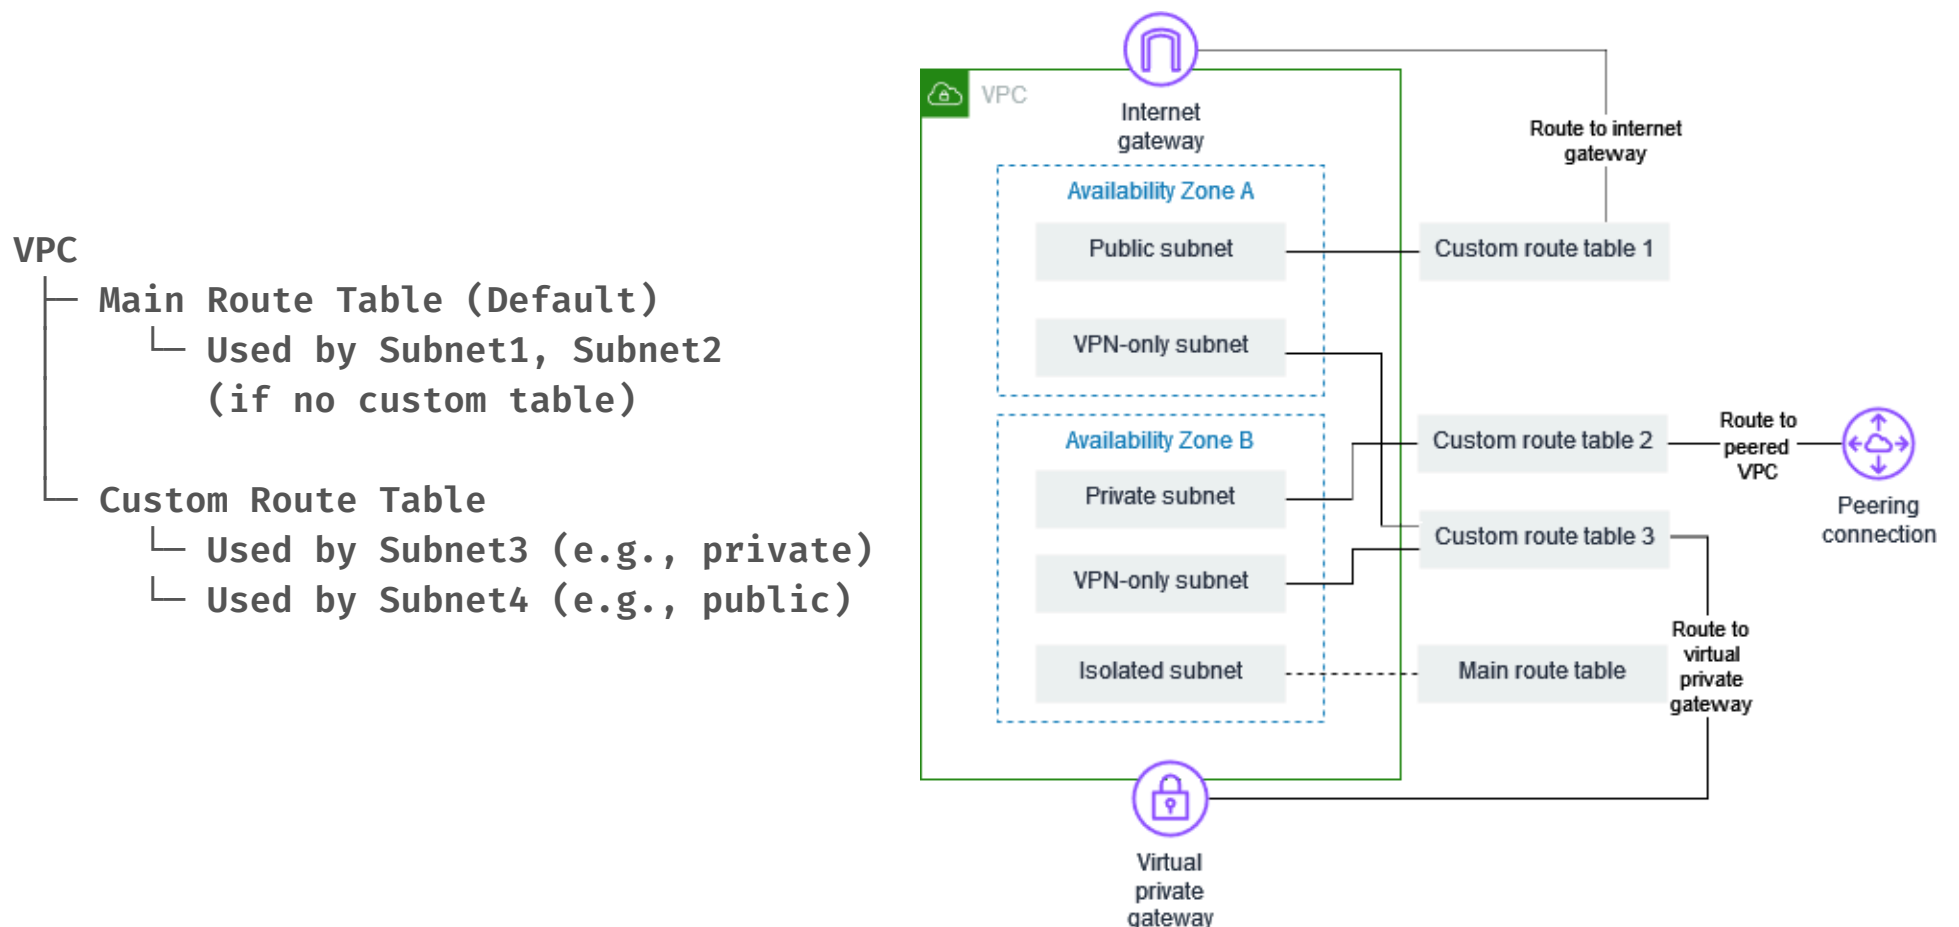 VPC
├─ Main Route Table (Default)
└─ Used by Subnet1, Subnet2
(if no custom table)
└─ Custom Route Table
└─ Used by Subnet3 (e.g., private)
└─ Used by Subnet4 (e.g., public)
VPC
Internet
gateway
Route to internet
gateway
Availability Zone A
Public subnet
Custom route table 1
VPN-only subnet
Availability Zone B
Private subnet
VPN-only subnet
Isolated subnet
Custom route table 2
Route to
peered
VPC
Peering
connection
Custom route table 3
Main route table
Route to
virtual
private
gateway
Virtual
private
gateway